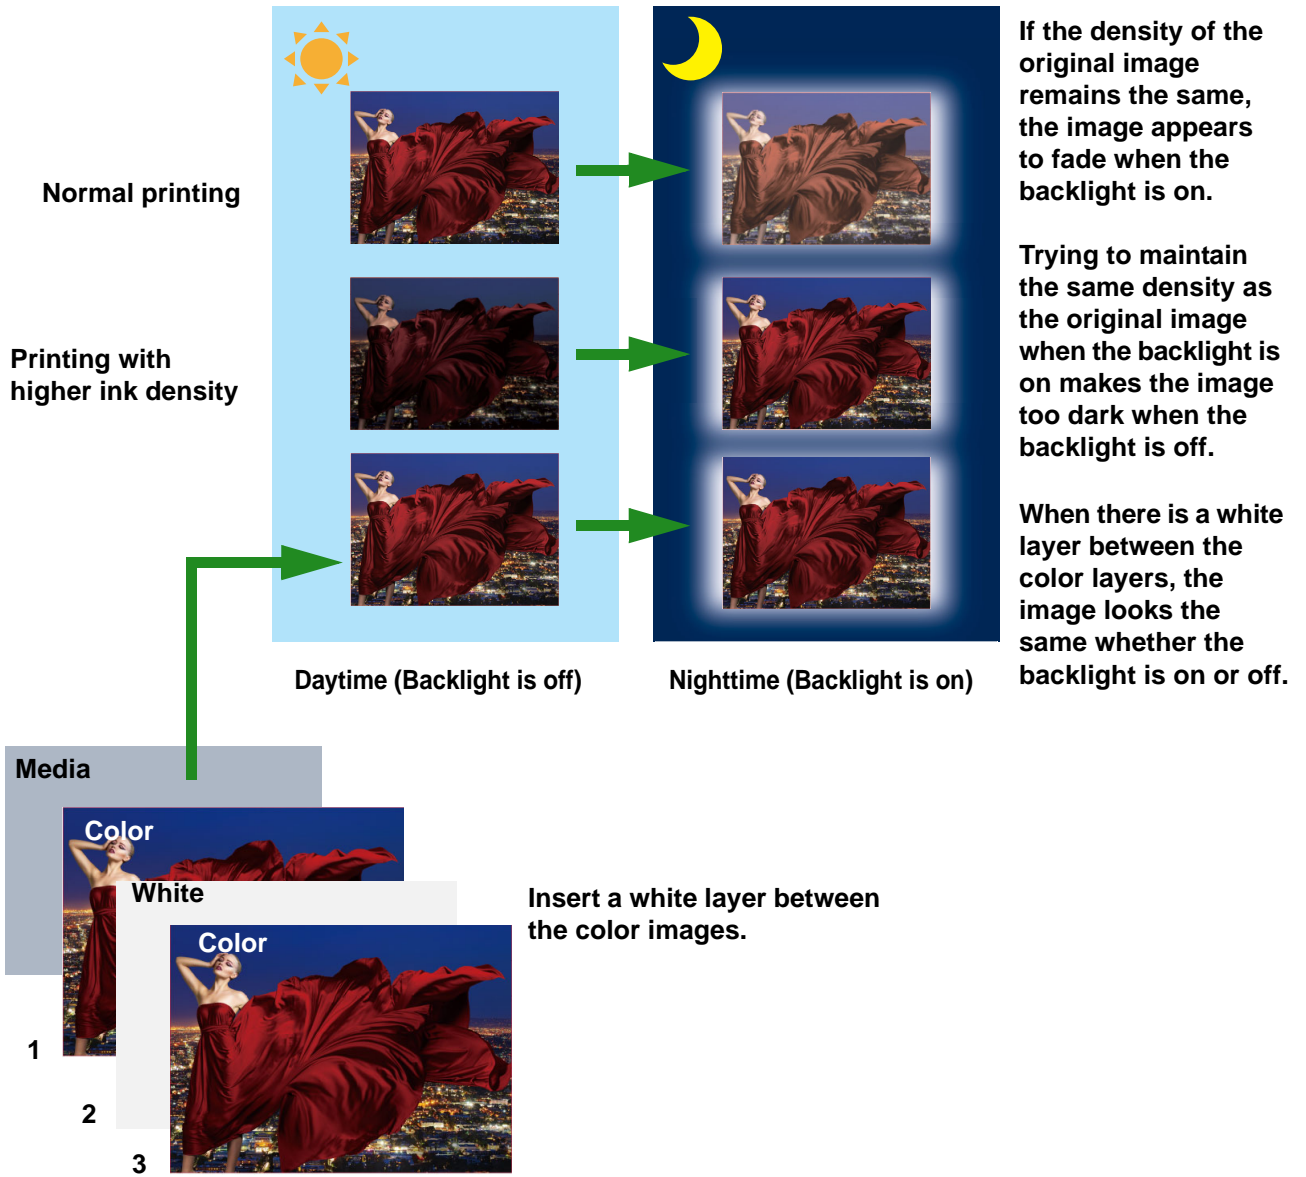 If the density of the
original image
remains the same,
the image appears
to fade when the
backlight is on.
Normal printing
Trying to maintain
the same density as
the original image
when the backlight is
on makes the image
too dark when the
backlight is off.
Printing with
higher ink density
When there is a white
layer between the
color layers, the
image looks the
same whether the
backlight is on or off.
Daytime (Backlight is off)
Nighttime (Backlight is on)
Media
Color
White
Color
Insert a white layer between
the color images.
1
2
3